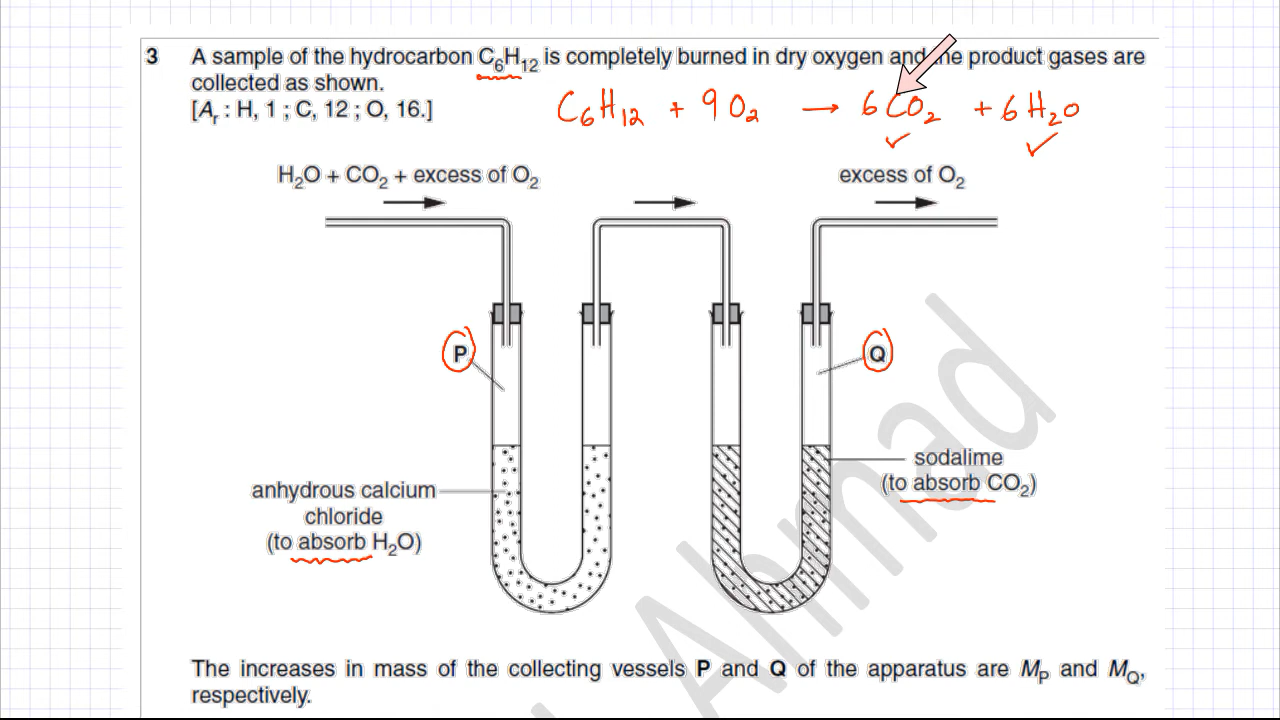 3 A sample of the hydrocarbon C₆H₁₂ is completely burned in dry oxygen and the product gases are
collected as shown.
[Aᵣ : H, 1 ; C, 12 ; O, 16.]
C₆H₁₂ + 9O₂ → 6CO₂ + 6H₂O
H₂O + CO₂ + excess of O₂
excess of O₂
P
Q
sodalime
(to absorb CO₂)
anhydrous calcium
chloride
(to absorb H₂O)
Ahmad
The increases in mass of the collecting vessels P and Q of the apparatus are M_P and M_Q,
respectively.